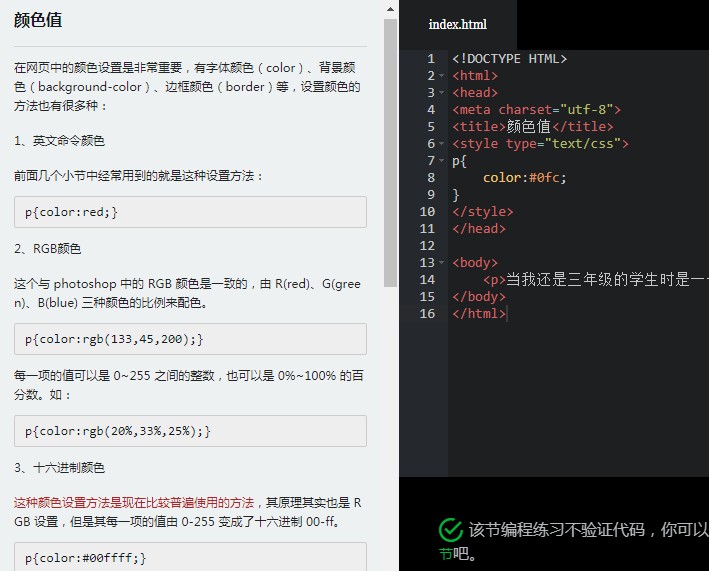 颜色值
在网页中的颜色设置是非常重要，有字体颜色（color）、背景颜
色（background-color）、边框颜色（border）等，设置颜色的
方法也有很多种：
1、英文命令颜色
前面几个小节中经常用到的就是这种设置方法：
p{color:red;}
2、RGB颜色
这个与 photoshop 中的 RGB 颜色是一致的，由 R(red)、G(gree
n)、B(blue) 三种颜色的比例来配色。
p{color:rgb(133,45,200);}
每一项的值可以是 0~255 之间的整数，也可以是 0%~100% 的百
分数。如：
p{color:rgb(20%,33%,25%);}
3、十六进制颜色
这种颜色设置方法是现在比较普遍使用的方法，其原理其实也是 R
GB 设置，但是其每一项的值由 0-255 变成了十六进制 00-ff。
p{color:#00ffff;}
index.html
1 <!DOCTYPE HTML>
2 <html>
3 <head>
4 <meta charset="utf-8">
5 <title>颜色值</title>
6 <style type="text/css">
7 p{
8 color:#0fc;
9 }
10 </style>
11 </head>
12
13 <body>
14 <p>当我还是三年级的学生时是一
15 </body>
16 </html>
该节编程练习不验证代码，你可以
节吧。